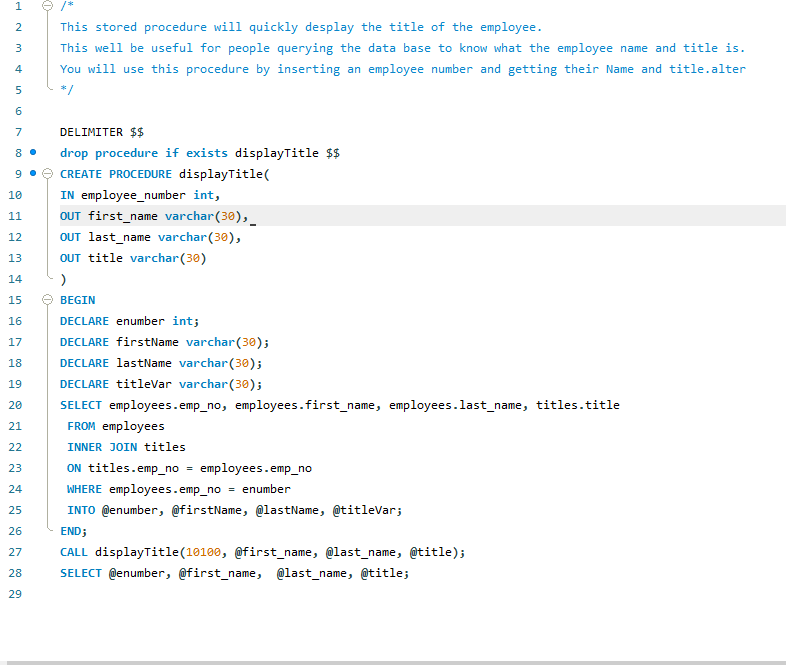 1 /*
2 This stored procedure will quickly desplay the title of the employee.
3 This well be useful for people querying the data base to know what the employee name and title is.
4 You will use this procedure by inserting an employee number and getting their Name and title.alter
5 */
6
7 DELIMITER $$
8 drop procedure if exists displayTitle $$
9 CREATE PROCEDURE displayTitle(
10 IN employee_number int,
11 OUT first_name varchar(30),
12 OUT last_name varchar(30),
13 OUT title varchar(30)
14 )
15 BEGIN
16 DECLARE enumber int;
17 DECLARE firstName varchar(30);
18 DECLARE lastName varchar(30);
19 DECLARE titleVar varchar(30);
20 SELECT employees.emp_no, employees.first_name, employees.last_name, titles.title
21 FROM employees
22 INNER JOIN titles
23 ON titles.emp_no = employees.emp_no
24 WHERE employees.emp_no = enumber
25 INTO @enumber, @firstName, @lastName, @titleVar;
26 END;
27 CALL displayTitle(10100, @first_name, @last_name, @title);
28 SELECT @enumber, @first_name, @last_name, @title;
29